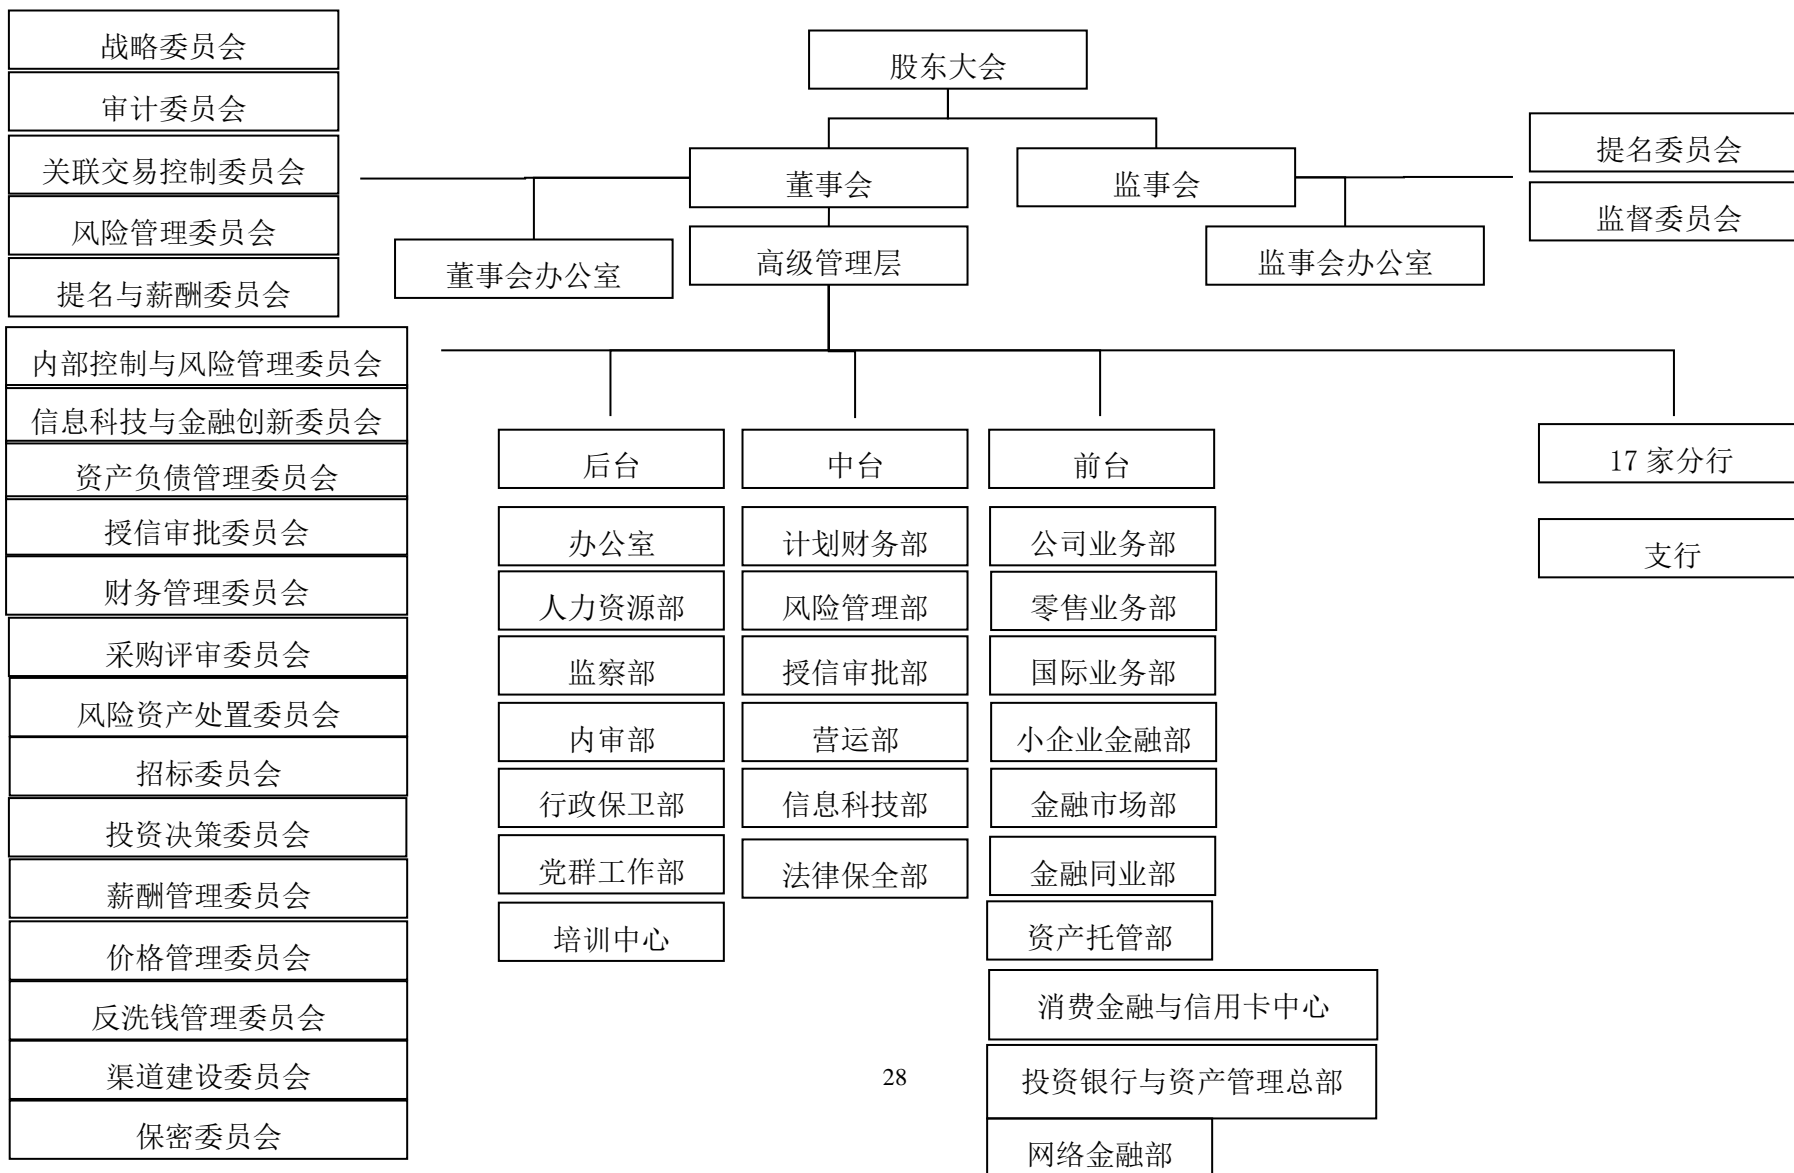 股东大会
董事会
监事会
战略委员会
审计委员会
关联交易控制委员会
风险管理委员会
提名与薪酬委员会
提名委员会
监督委员会
董事会办公室
高级管理层
监事会办公室
内部控制与风险管理委员会
信息科技与金融创新委员会
资产负债管理委员会
授信审批委员会
财务管理委员会
采购评审委员会
风险资产处置委员会
招标委员会
投资决策委员会
薪酬管理委员会
价格管理委员会
反洗钱管理委员会
渠道建设委员会
保密委员会
后台
办公室
人力资源部
监察部
内审部
行政保卫部
党群工作部
培训中心
中台
计划财务部
风险管理部
授信审批部
营运部
信息科技部
法律保全部
前台
公司业务部
零售业务部
国际业务部
小企业金融部
金融市场部
金融同业部
资产托管部
消费金融与信用卡中心
投资银行与资产管理总部
网络金融部
17 家分行
支行
28